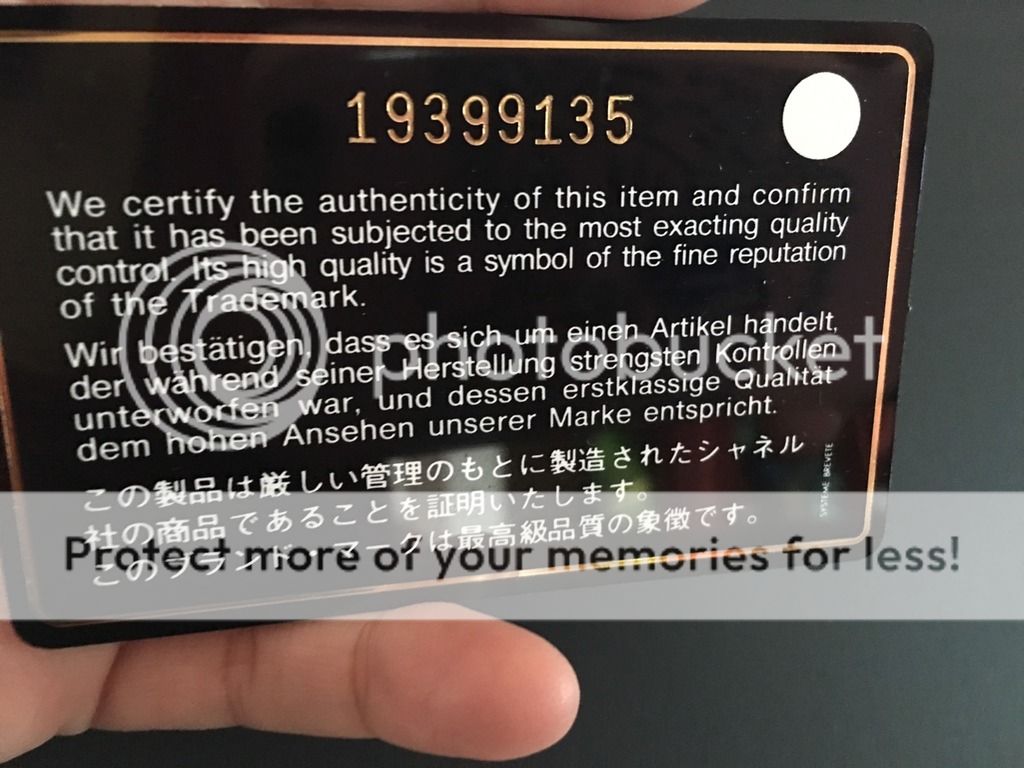 19399135
We certify the authenticity of this item and confirm
that it has been subjected to the most exacting quality
control. Its high quality is a symbol of the fine reputation
of the Trademark.
Wir bestätigen, dass es sich um einen Artikel handelt,
der während seiner Herstellung strengsten Kontrollen
unterworfen war, und dessen erstklassige Qualität
dem hohen Ansehen unserer Marke entspricht.
この製品は厳しい管理のもとに製造されたシャネル
社の商品であることを証明いたします。
このブランド・マークは最高級品質の象徴です。
SYSTEME BREVETE
photobucket
Protect more of your memories for less!